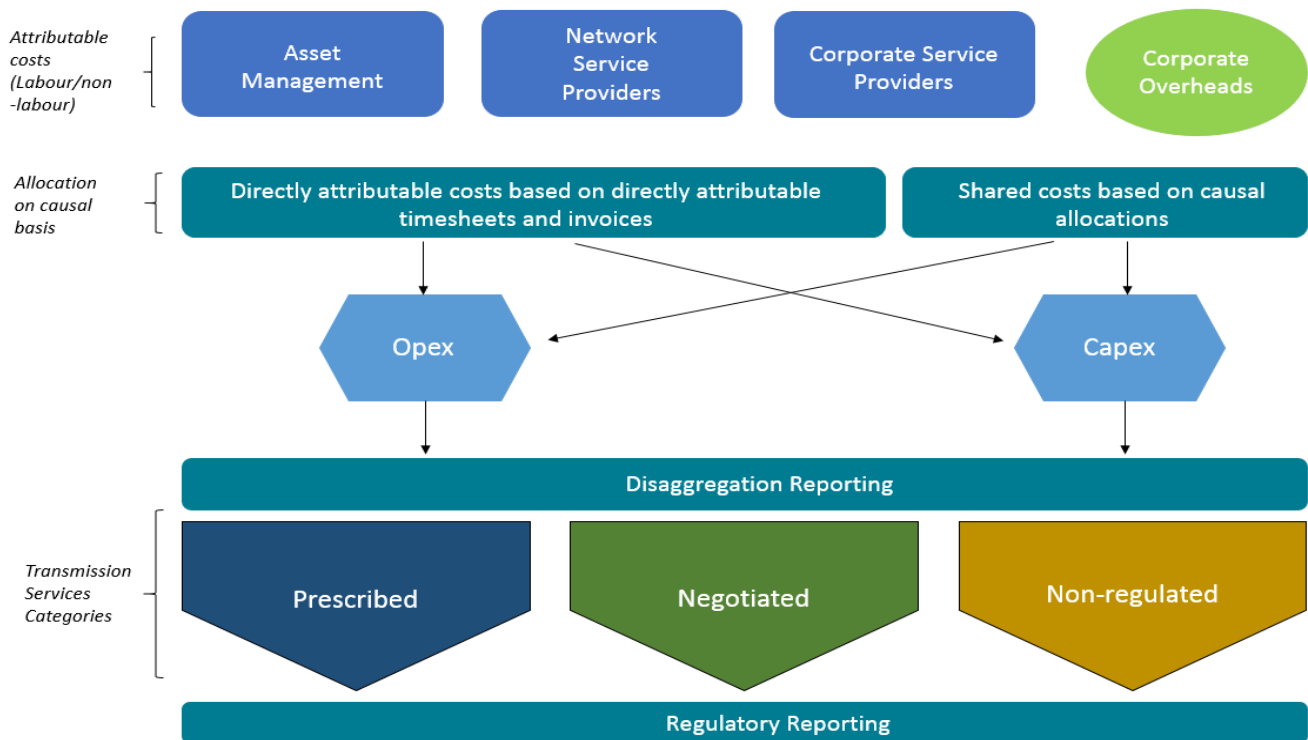 Attributable
costs
(Labour/non
-labour)
Asset
Management
Network
Service
Providers
Corporate Service
Providers
Corporate
Overheads
Allocation
on causal
basis
Directly attributable costs based on directly attributable
timesheets and invoices
Shared costs based on causal
allocations
Opex
Capex
Disaggregation Reporting
Transmission
Services
Categories
Prescribed
Negotiated
Non-regulated
Regulatory Reporting